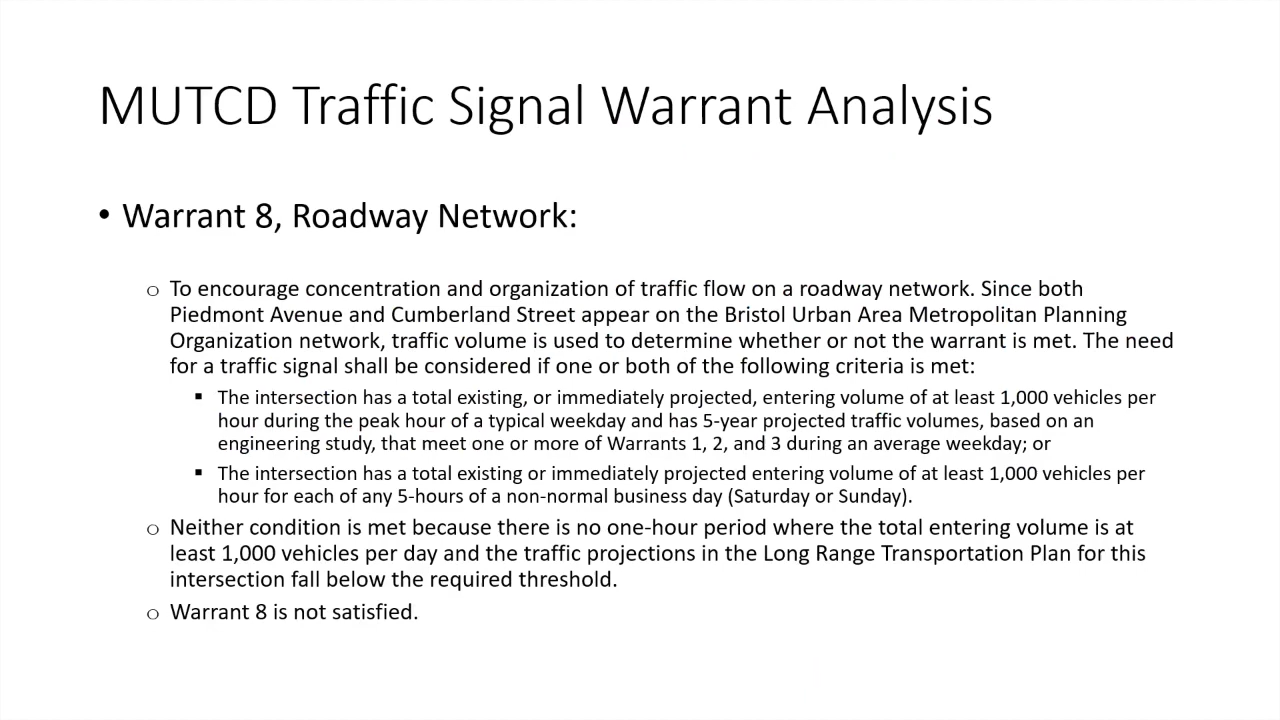 MUTCD Traffic Signal Warrant Analysis
• Warrant 8, Roadway Network:
o To encourage concentration and organization of traffic flow on a roadway network. Since both
Piedmont Avenue and Cumberland Street appear on the Bristol Urban Area Metropolitan Planning
Organization network, traffic volume is used to determine whether or not the warrant is met. The need
for a traffic signal shall be considered if one or both of the following criteria is met:
▪ The intersection has a total existing, or immediately projected, entering volume of at least 1,000 vehicles per
hour during the peak hour of a typical weekday and has 5-year projected traffic volumes, based on an
engineering study, that meet one or more of Warrants 1, 2, and 3 during an average weekday; or
▪ The intersection has a total existing or immediately projected entering volume of at least 1,000 vehicles per
hour for each of any 5-hours of a non-normal business day (Saturday or Sunday).
o Neither condition is met because there is no one-hour period where the total entering volume is at
least 1,000 vehicles per day and the traffic projections in the Long Range Transportation Plan for this
intersection fall below the required threshold.
o Warrant 8 is not satisfied.